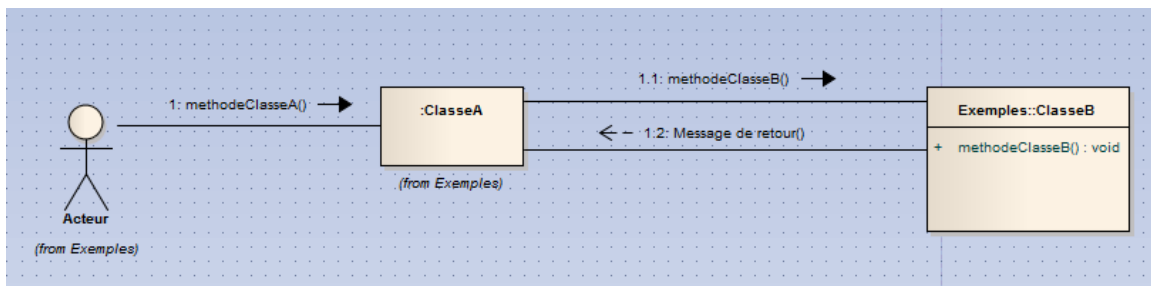 1.1: methodeClasseB()
1: methodeClasseA()
:ClasseA
Exemples::ClasseB
1.2: Message de retour()
+ methodeClasseB() : void
(from Exemples)
Acteur
(from Exemples)